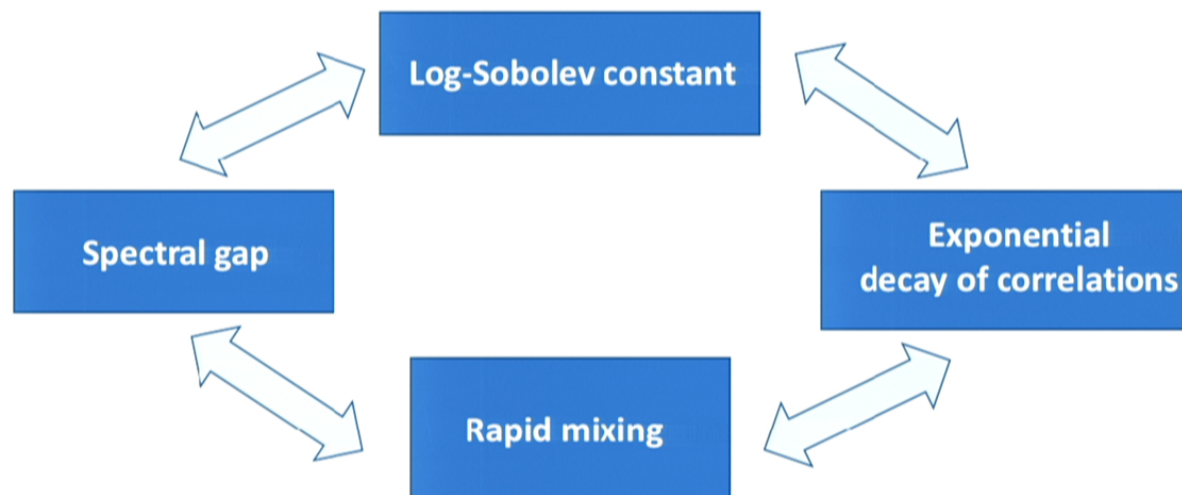 Log-Sobolev constant
Spectral gap
Exponential
decay of correlations
Rapid mixing